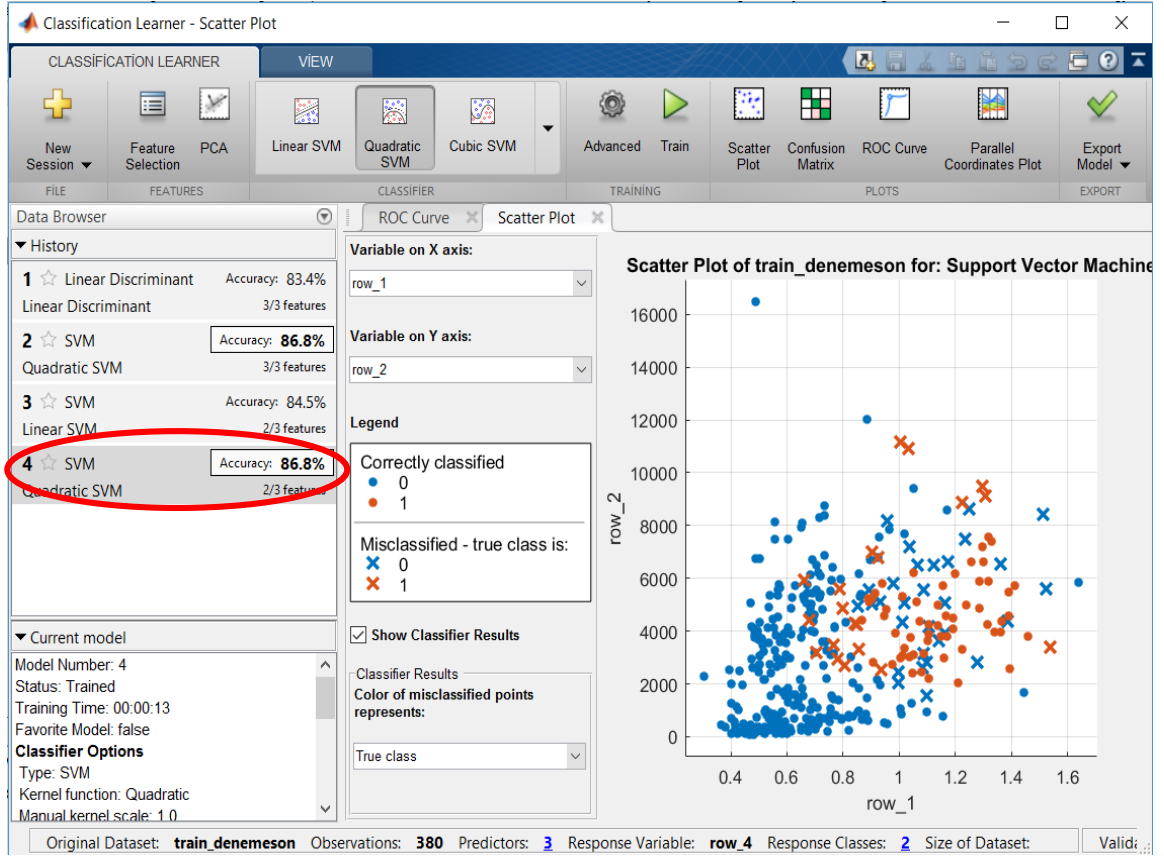 Classification Learner - Scatter Plot
CLASSİFİCATİON LEARNER VİEW
New Session
Feature Selection
PCA
Linear SVM
Quadratic SVM
Cubic SVM
Advanced
Train
Scatter Plot
Confusion Matrix
ROC Curve
Parallel Coordinates Plot
Export Model
FİLE FEATURES CLASSİFİER TRAİNİNG PLOTS EXPORT
Data Browser
History
1 Linear Discriminant Accuracy: 83.4%
Linear Discriminant 3/3 features
2 SVM Accuracy: 86.8%
Quadratic SVM 3/3 features
3 SVM Accuracy: 84.5%
Linear SVM 2/3 features
4 SVM Accuracy: 86.8%
Quadratic SVM 2/3 features
Current model
Model Number: 4
Status: Trained
Training Time: 00:00:13
Favorite Model: false
Classifier Options
Type: SVM
Kernel function: Quadratic
Manual kernel scale: 1.0
ROC Curve Scatter Plot
Variable on X axis:
row_1
Variable on Y axis:
row_2
Legend
Correctly classified
0
1
Misclassified - true class is:
0
1
Show Classifier Results
Classifier Results
Color of misclassified points
represents:
True class
Scatter Plot of train_denemeson for: Support Vector Machine
16000
14000
12000
10000
8000
6000
4000
2000
0
row_2
0.4 0.6 0.8 1 1.2 1.4 1.6
row_1
Original Dataset: train_denemeson Observations: 380 Predictors: 3 Response Variable: row_4 Response Classes: 2 Size of Dataset: